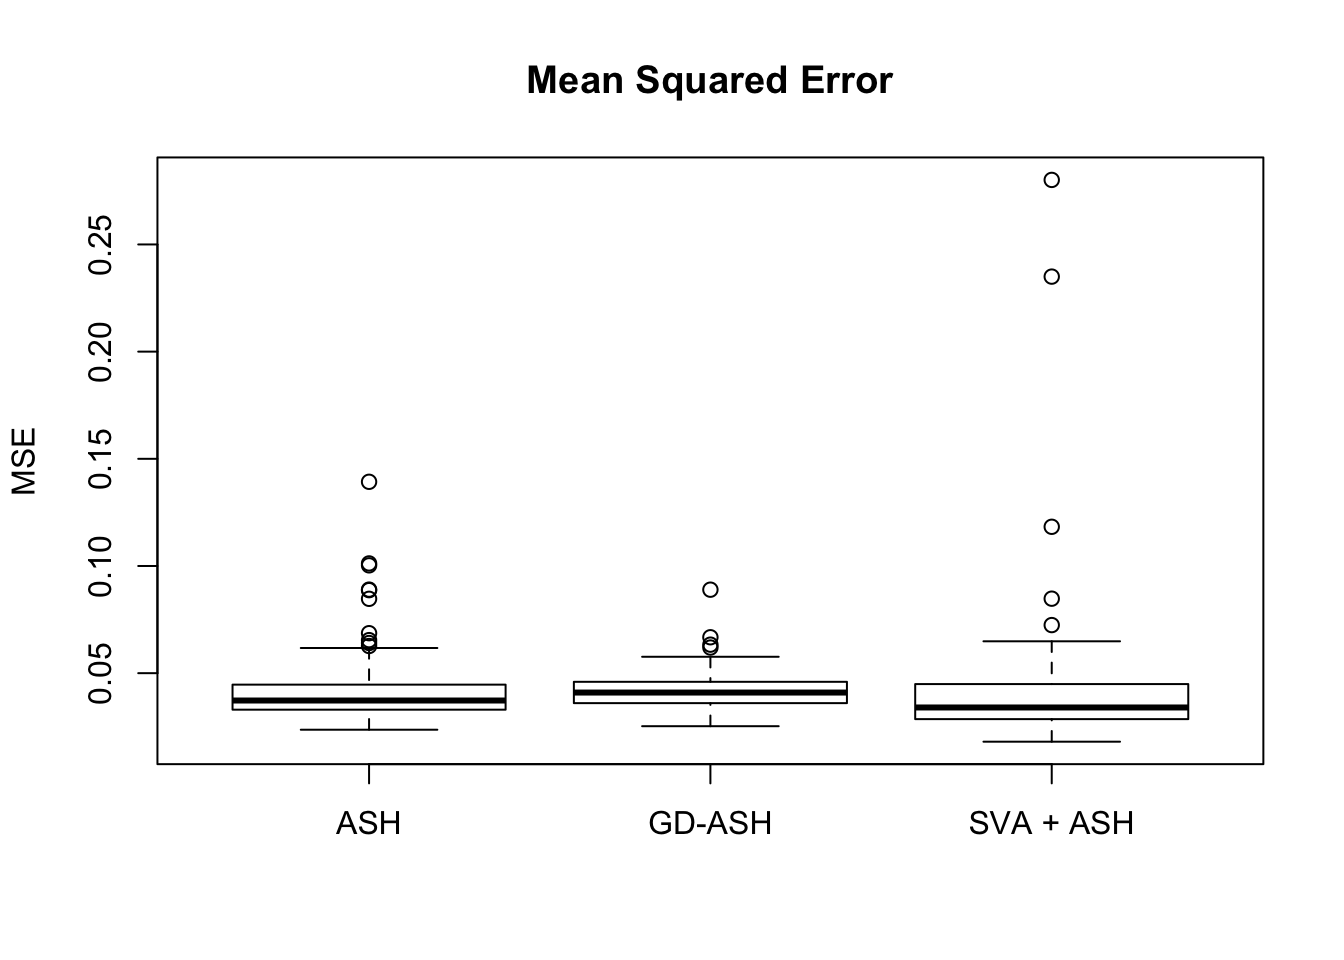 Mean Squared Error
MSE
0.25
0.20
0.15
0.10
0.05
ASH
GD-ASH
SVA + ASH